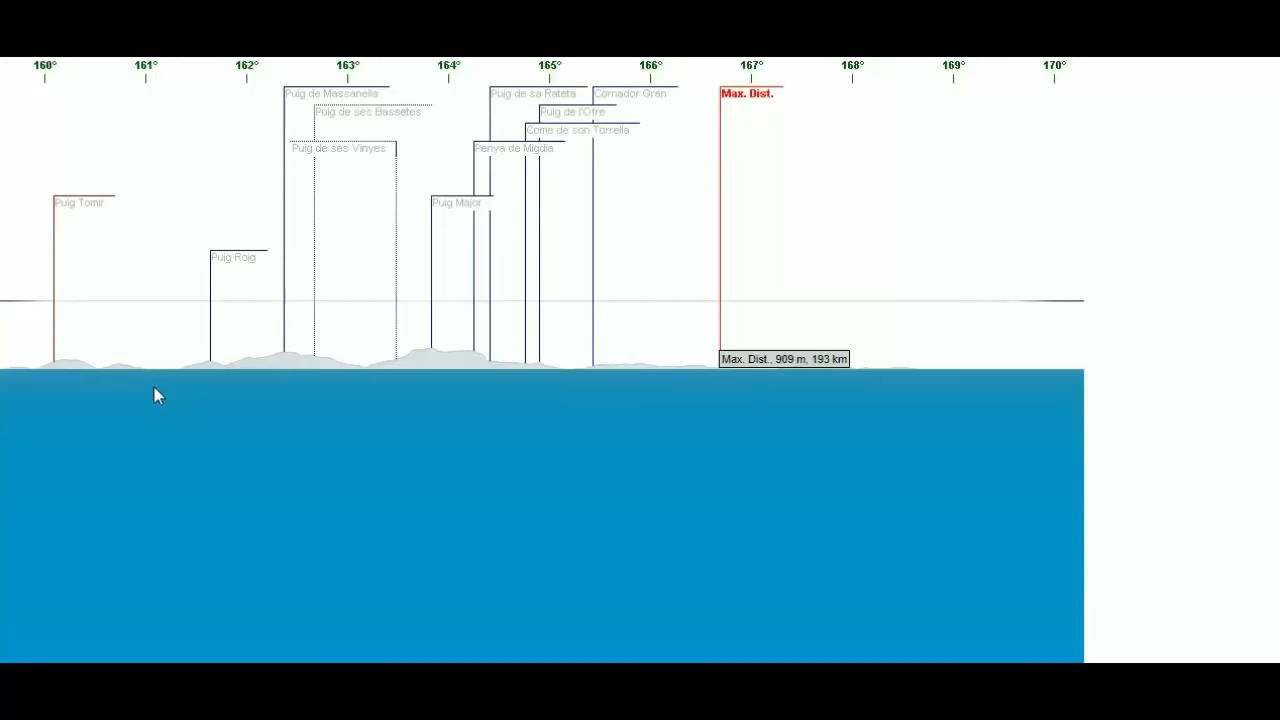 160° 161° 162° 163° 164° 165° 166° 167° 168° 169° 170°
Puig de Massanella
Puig de sa Rateta
Cornador Gran
Max. Dist.
Puig de ses Bassetes
Puig de l'Ofre
Come de son Torrella
Puig de ses Vinyes
Penya de Migdia
Puig Tomir
Puig Major
Puig Roig
Max. Dist., 909 m, 193 km